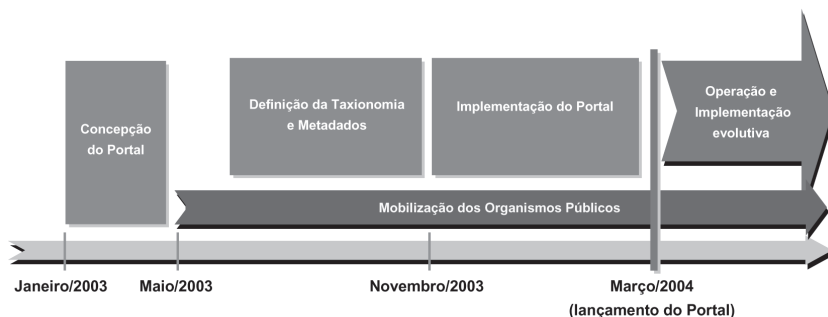 Concepção
do Portal
Definição da Taxionomia
e Metadados
Implementação do Portal
Operação e
Implementação
evolutiva
Mobilização dos Organismos Públicos
Janeiro/2003
Maio/2003
Novembro/2003
Março/2004
(lançamento do Portal)